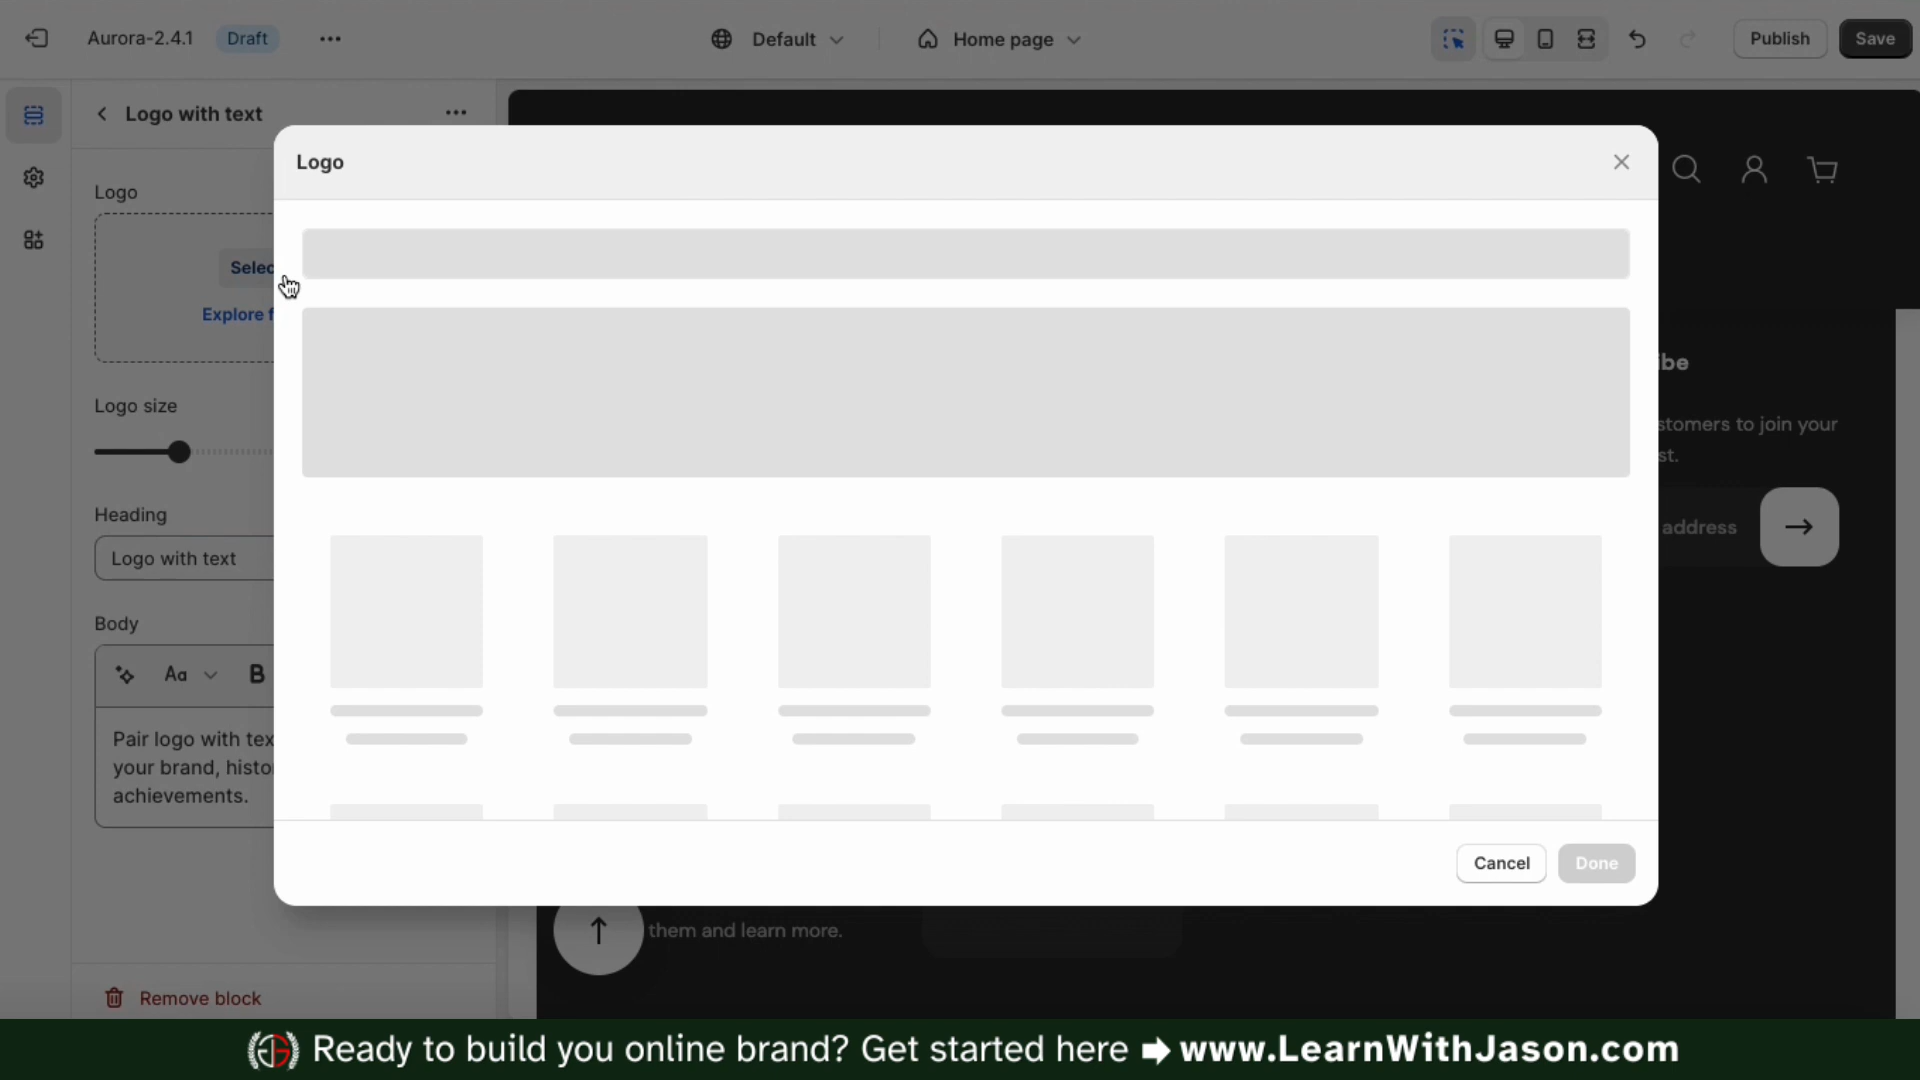 Aurora-2.4.1
Draft
Default
Home page
Publish
Save
Logo with text
Logo
Selec
Explore f
Logo size
Heading
Logo with text
Body
Aa
B
Pair logo with tex
your brand, histo
achievements.
Remove block
Logo
Cancel
Done
ibe
stomers to join your
st.
address
them and learn more.
Ready to build you online brand? Get started here www.LearnWithJason.com